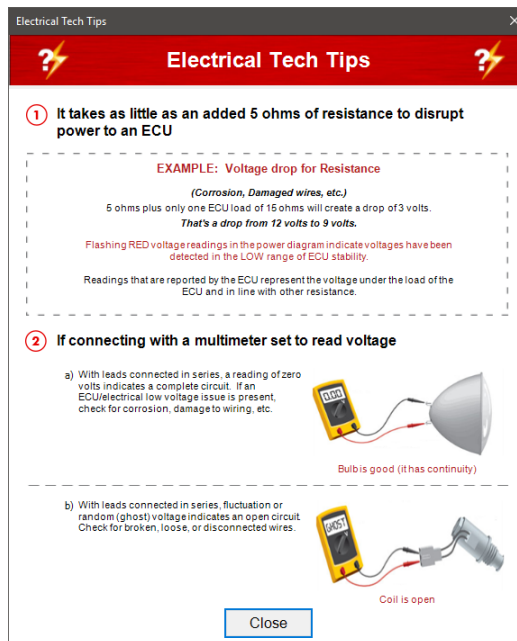 Electrical Tech Tips
Electrical Tech Tips
1 It takes as little as an added 5 ohms of resistance to disrupt
power to an ECU
EXAMPLE: Voltage drop for Resistance
(Corrosion, Damaged wires, etc.)
5 ohms plus only one ECU load of 15 ohms will create a drop of 3 volts.
That's a drop from 12 volts to 9 volts.
Flashing RED voltage readings in the power diagram indicate voltages have been
detected in the LOW range of ECU stability.
Readings that are reported by the ECU represent the voltage under the load of the
ECU and in line with other resistance.
2 If connecting with a multimeter set to read voltage
a) With leads connected in series, a reading of zero
volts indicates a complete circuit. If an
ECU/electrical low voltage issue is present,
check for corrosion, damage to wiring, etc.
0.00
Bulb is good (it has continuity)
b) With leads connected in series, fluctuation or
random (ghost) voltage indicates an open circuit.
Check for broken, loose, or disconnected wires.
GHOST
Coil is open
Close